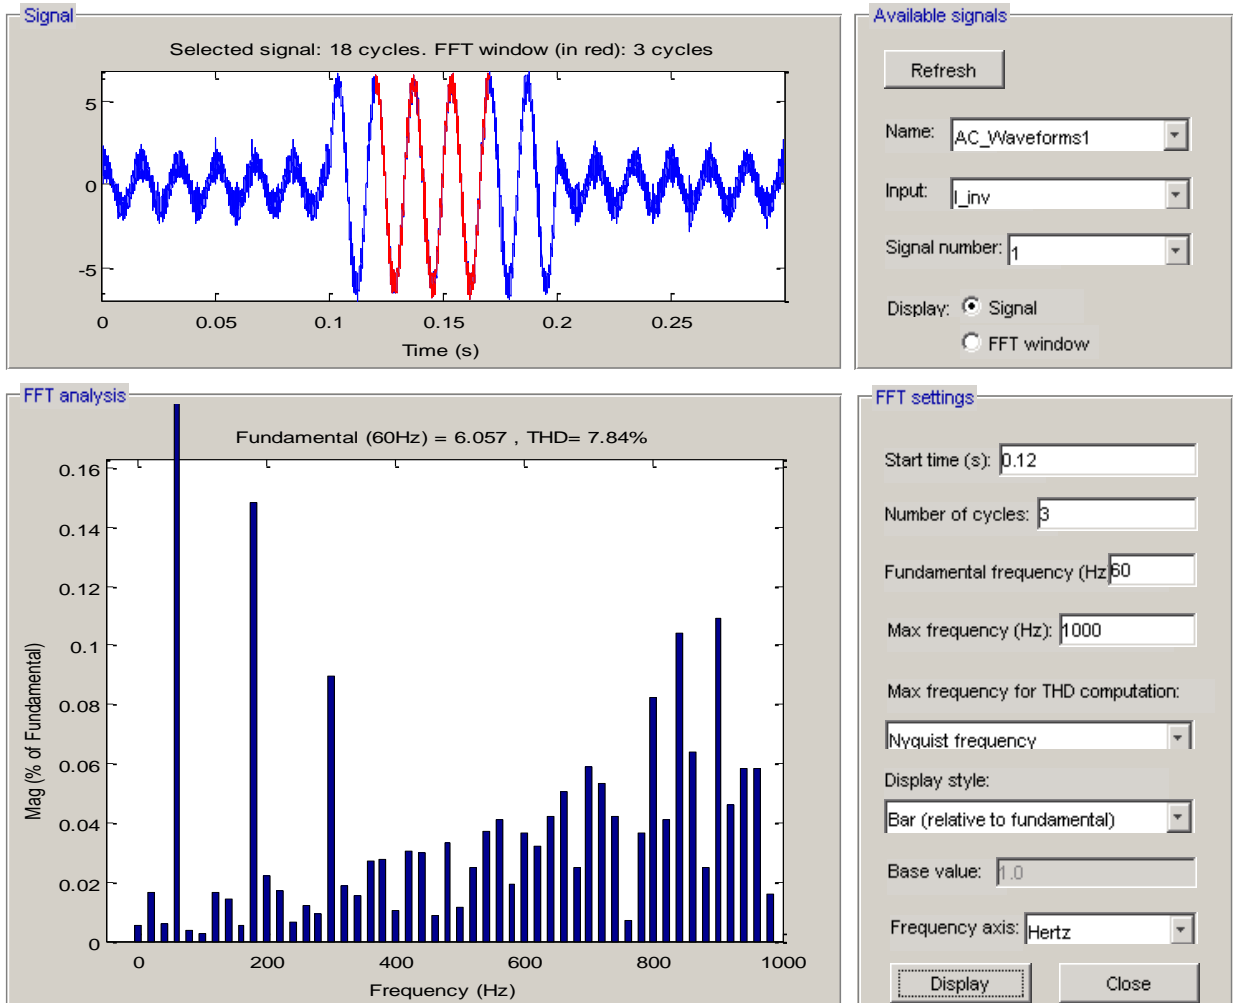 Signal
Selected signal: 18 cycles. FFT window (in red): 3 cycles
5
0
-5
0 0.05 0.1 0.15 0.2 0.25
Time (s)
Available signals
Refresh
Name: AC_Waveforms1
Input: I_inv
Signal number: 1
Display: Signal
FFT window
FFT analysis
Fundamental (60Hz) = 6.057 , THD= 7.84%
Mag (% of Fundamental)
0.16
0.14
0.12
0.1
0.08
0.06
0.04
0.02
0
0 200 400 600 800 1000
Frequency (Hz)
FFT settings
Start time (s): 0.12
Number of cycles: 3
Fundamental frequency (Hz 60
Max frequency (Hz): 1000
Max frequency for THD computation:
Nyquist frequency
Display style:
Bar (relative to fundamental)
Base value: 1.0
Frequency axis: Hertz
Display Close